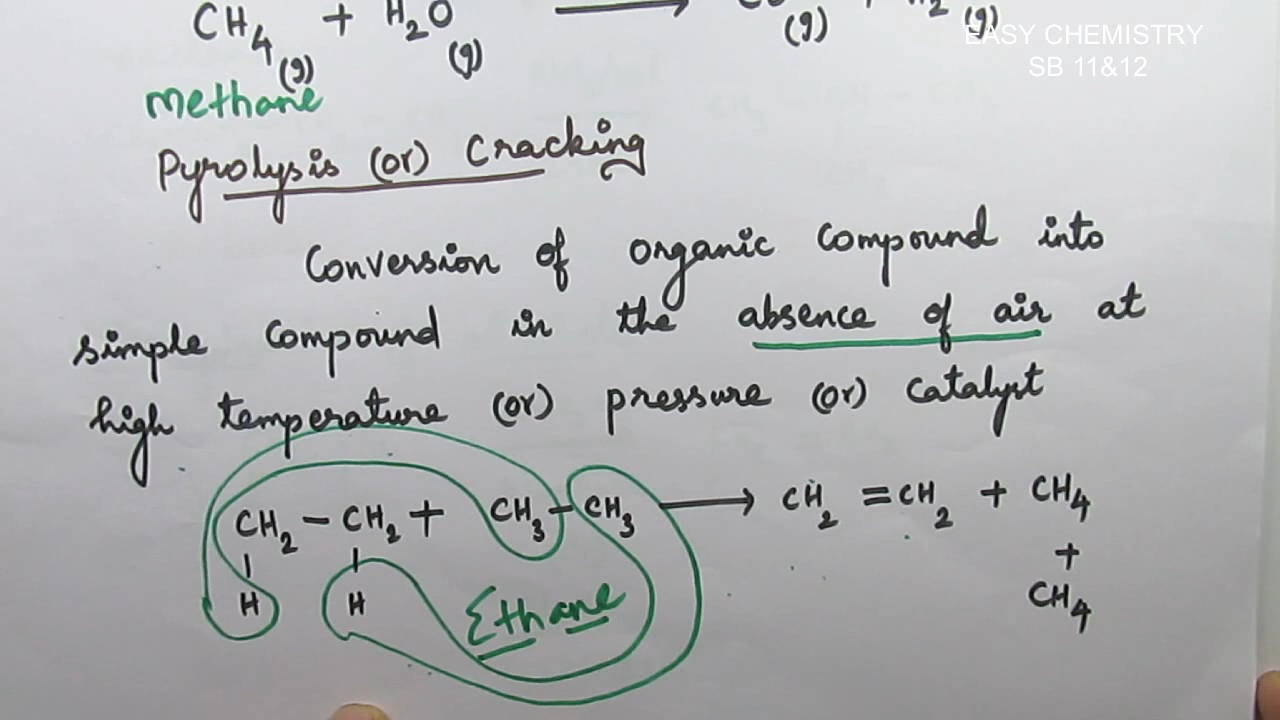 CH₄(g) + H₂O(g) ⟶ (g) (g)
EASY CHEMISTRY
SB 11&12
Methane
Pyrolysis (or) Cracking
Conversion of organic compound into
simple compound in the absence of air at
high temperature (or) pressure (or) catalyst
CH₂ – CH₂ + CH₃ – CH₃ ⟶ CH₂ = CH₂ + CH₄
+
H H Ethane CH₄